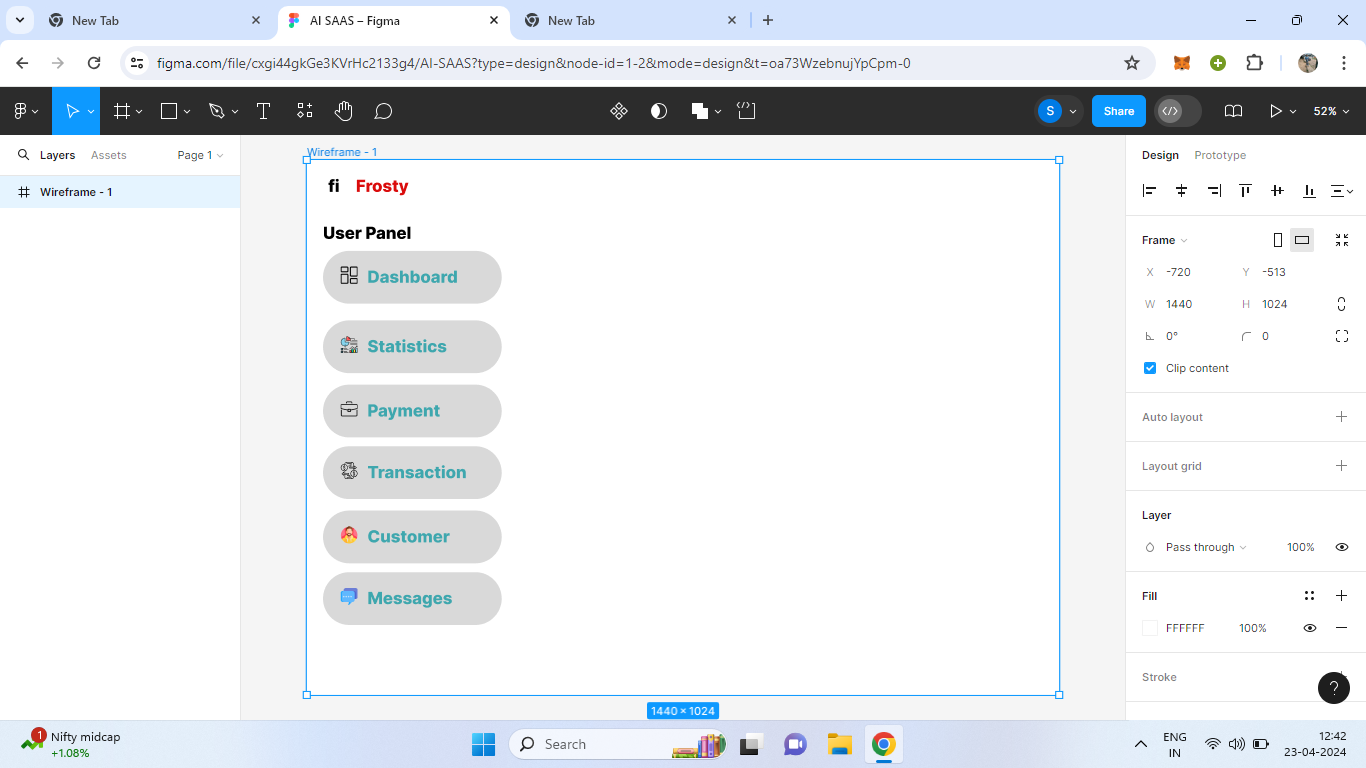 New Tab
AI SAAS – Figma
New Tab
figma.com/file/cxgi44gkGe3KVrHc2133g4/AI-SAAS?type=design&node-id=1-2&mode=design&t=oa73WzebnujYpCpm-0
S
Share
52%
Layers
Assets
Page 1
Wireframe - 1
Wireframe - 1
fi Frosty
User Panel
Dashboard
Statistics
Payment
Transaction
Customer
Messages
1440 × 1024
Design
Prototype
Frame
X -720
Y -513
W 1440
H 1024
0°
0
Clip content
Auto layout
Layout grid
Layer
Pass through
100%
Fill
FFFFFF
100%
Stroke
?
1
Nifty midcap
+1.08%
Search
ENG
IN
12:42
23-04-2024